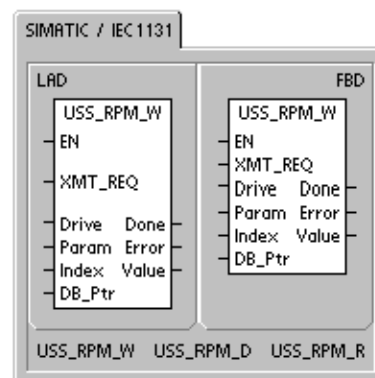 SIMATIC / IEC1131
LAD
FBD
USS_RPM_W
EN
XMT_REQ
Drive Done
Param Error
Index Value
DB_Ptr
USS_RPM_W
EN
XMT_REQ
Drive Done
Param Error
Index Value
DB_Ptr
USS_RPM_W USS_RPM_D USS_RPM_R